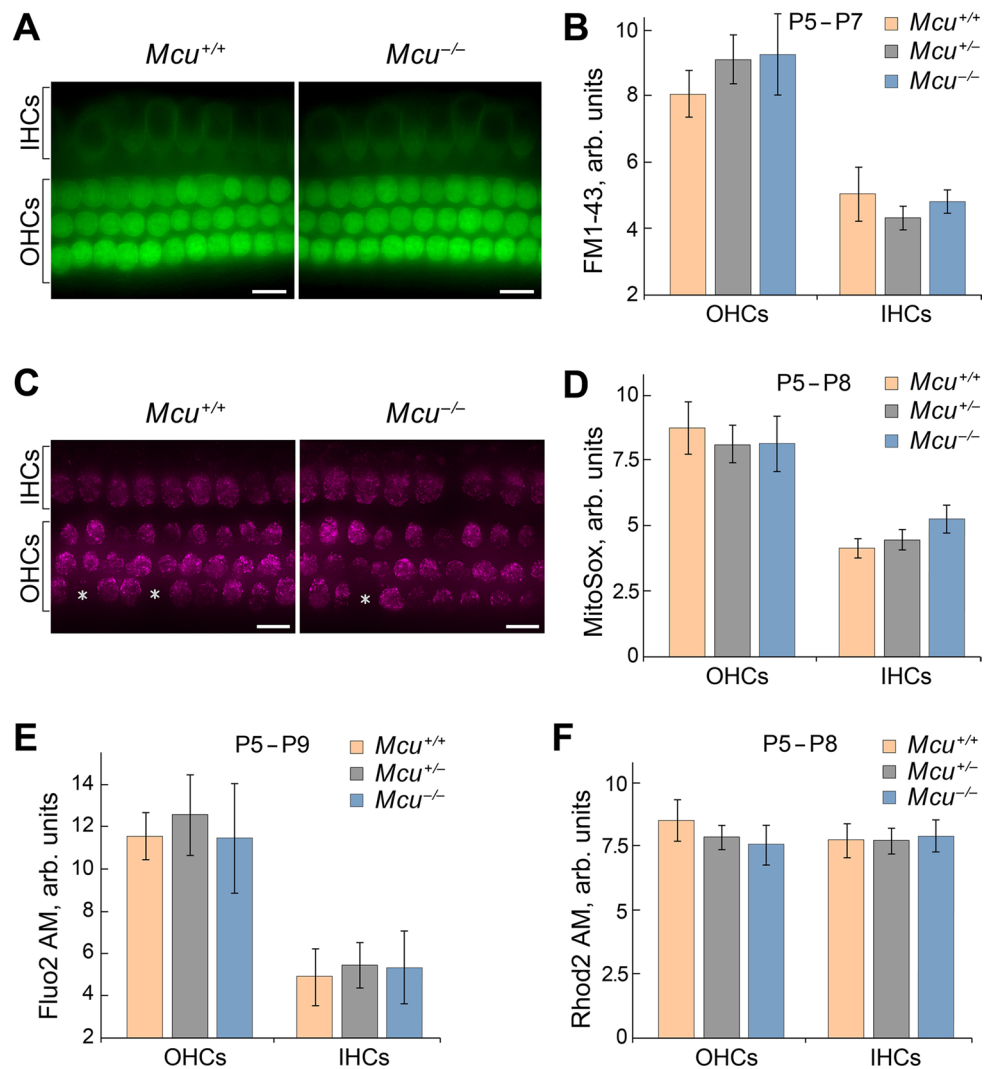 A
Mcu+/+
Mcu−/−
IHCs
OHCs
B
P5–P7
Mcu+/+
Mcu+/−
Mcu−/−
FM1-43, arb. units
10
8
6
4
2
OHCs
IHCs
C
Mcu+/+
Mcu−/−
IHCs
OHCs
*
*
*
D
P5–P8
Mcu+/+
Mcu+/−
Mcu−/−
MitoSox, arb. units
10
7.5
5
2.5
0
OHCs
IHCs
E
P5–P9
Mcu+/+
Mcu+/−
Mcu−/−
Fluo2 AM, arb. units
14
12
10
8
6
4
2
OHCs
IHCs
F
P5–P8
Mcu+/+
Mcu+/−
Mcu−/−
Rhod2 AM, arb. units
10
7.5
5
2.5
0
OHCs
IHCs